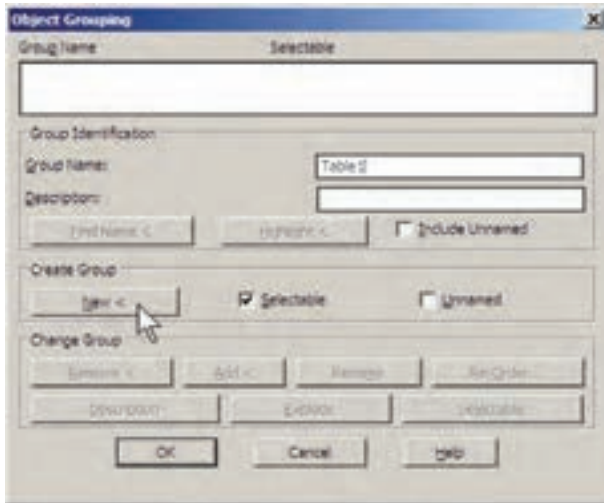 Object Grouping
Group Name Selectable
Group Identification
Group Name: Table
Description:
Find Name < Highlight < Include Unnamed
Create Group
New < Selectable Unnamed
Change Group
Remove < Add < Rename Re-Order
Description Explode Selectable
OK Cancel Help